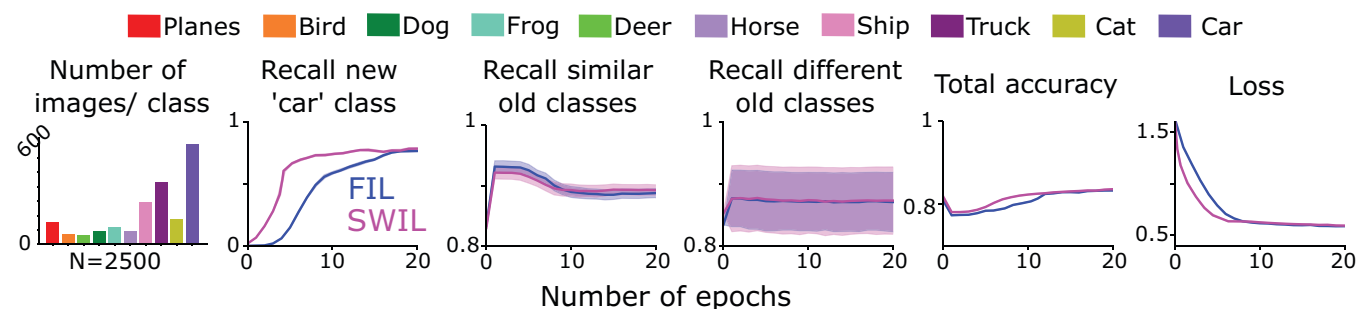 Planes Bird Dog Frog Deer Horse Ship Truck Cat Car
Number of
images/ class
600
0
N=2500
Recall new
'car' class
1
0
FIL
SWIL
0 10 20
Recall similar
old classes
1
0.8
0 10 20
Recall different
old classes
1
0.8
0 10 20
Total accuracy
1
0.8
0 10 20
Loss
1.5
0.5
0 10 20
Number of epochs